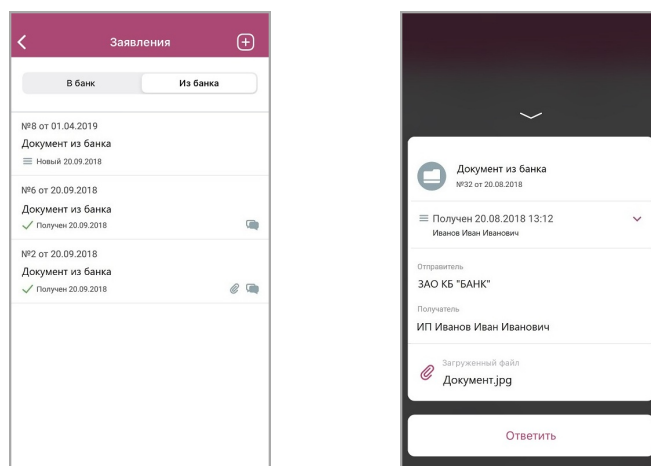 Заявления
В банк
Из банка
№8 от 01.04.2019
Документ из банка
Новый 20.09.2018
№6 от 20.09.2018
Документ из банка
Получен 20.09.2018
№2 от 20.09.2018
Документ из банка
Получен 20.09.2018
Документ из банка
№32 от 20.08.2018
Получен 20.08.2018 13:12
Иванов Иван Иванович
Отправитель
ЗАО КБ "БАНК"
Получатель
ИП Иванов Иван Иванович
Загруженный файл
Документ.jpg
Ответить